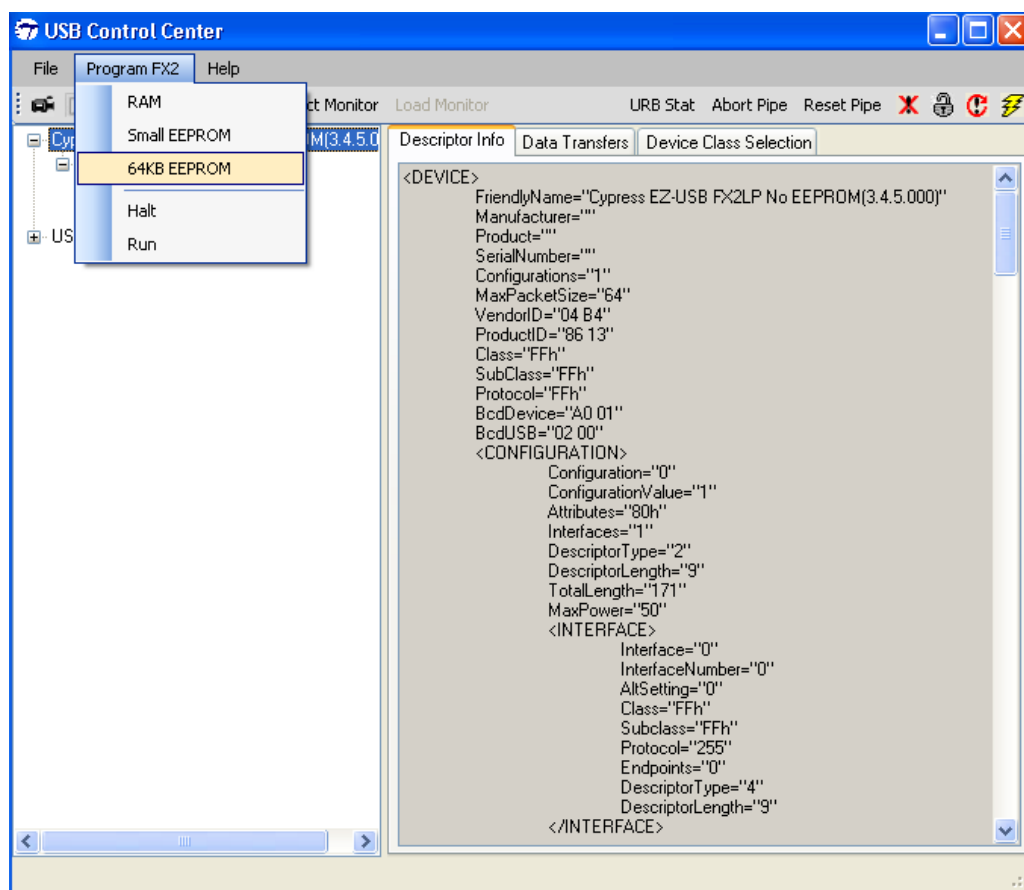 USB Control Center
File Program FX2 Help
RAM
Small EEPROM
64KB EEPROM
Halt
Run
ct Monitor Load Monitor URB Stat Abort Pipe Reset Pipe
Cyp M(3.4.5.0
US
Descriptor Info Data Transfers Device Class Selection
<DEVICE>
FriendlyName="Cypress EZ-USB FX2LP No EEPROM(3.4.5.000)"
Manufacturer=""
Product=""
SerialNumber=""
Configurations="1"
MaxPacketSize="64"
VendorID="04 B4"
ProductID="86 13"
Class="FFh"
SubClass="FFh"
Protocol="FFh"
BcdDevice="A0 01"
BcdUSB="02 00"
<CONFIGURATION>
Configuration="0"
ConfigurationValue="1"
Attributes="80h"
Interfaces="1"
DescriptorType="2"
DescriptorLength="9"
TotalLength="171"
MaxPower="50"
<INTERFACE>
Interface="0"
InterfaceNumber="0"
AltSetting="0"
Class="FFh"
Subclass="FFh"
Protocol="255"
Endpoints="0"
DescriptorType="4"
DescriptorLength="9"
</INTERFACE>